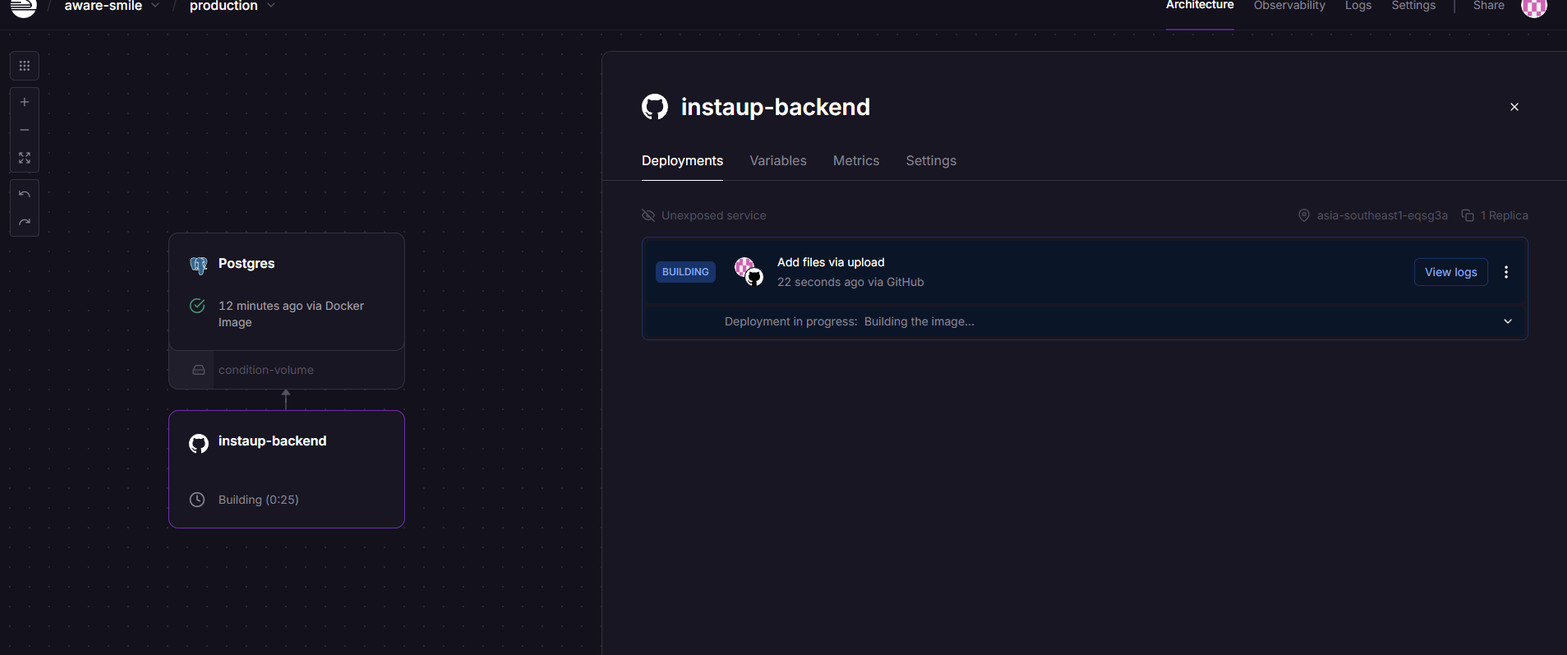 / aware-smile / production
Architecture Observability Logs Settings | Share
instaup-backend
Deployments Variables Metrics Settings
Unexposed service
asia-southeast1-eqsg3a 1 Replica
BUILDING
Add files via upload
22 seconds ago via GitHub
View logs
Deployment in progress: Building the image...
Postgres
12 minutes ago via Docker
Image
condition-volume
instaup-backend
Building (0:25)